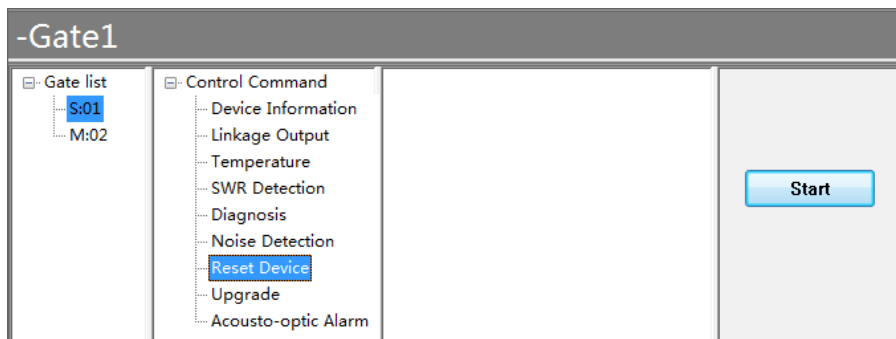 -Gate1
Gate list
S:01
M:02
Control Command
Device Information
Linkage Output
Temperature
SWR Detection
Diagnosis
Noise Detection
Reset Device
Upgrade
Acousto-optic Alarm
Start